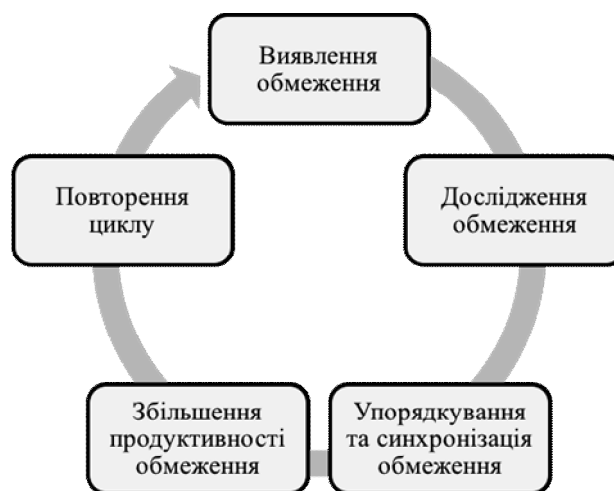 Виявлення
обмеження
Дослідження
обмеження
Упорядкування
та синхронізація
обмеження
Збільшення
продуктивності
обмеження
Повторення
циклу